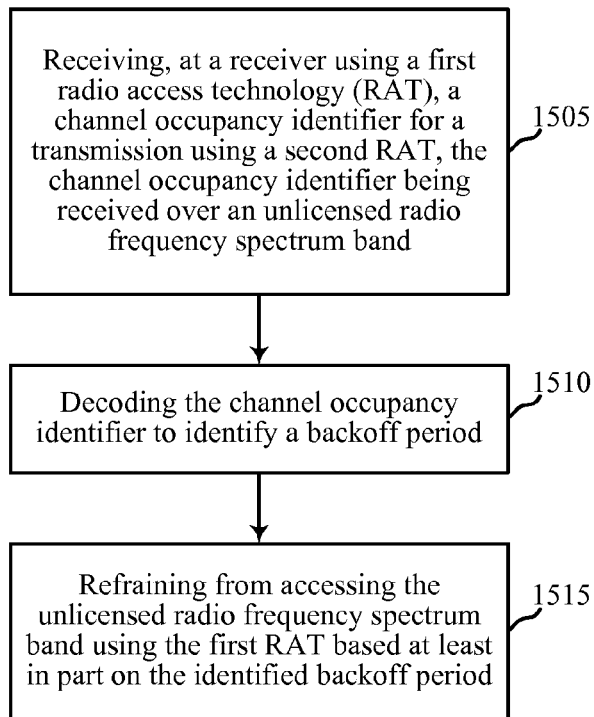 Receiving, at a receiver using a first
radio access technology (RAT), a
channel occupancy identifier for a
transmission using a second RAT, the
channel occupancy identifier being
received over an unlicensed radio
frequency spectrum band
1505
Decoding the channel occupancy
identifier to identify a backoff period
1510
Refraining from accessing the
unlicensed radio frequency spectrum
band using the first RAT based at least
in part on the identified backoff period
1515